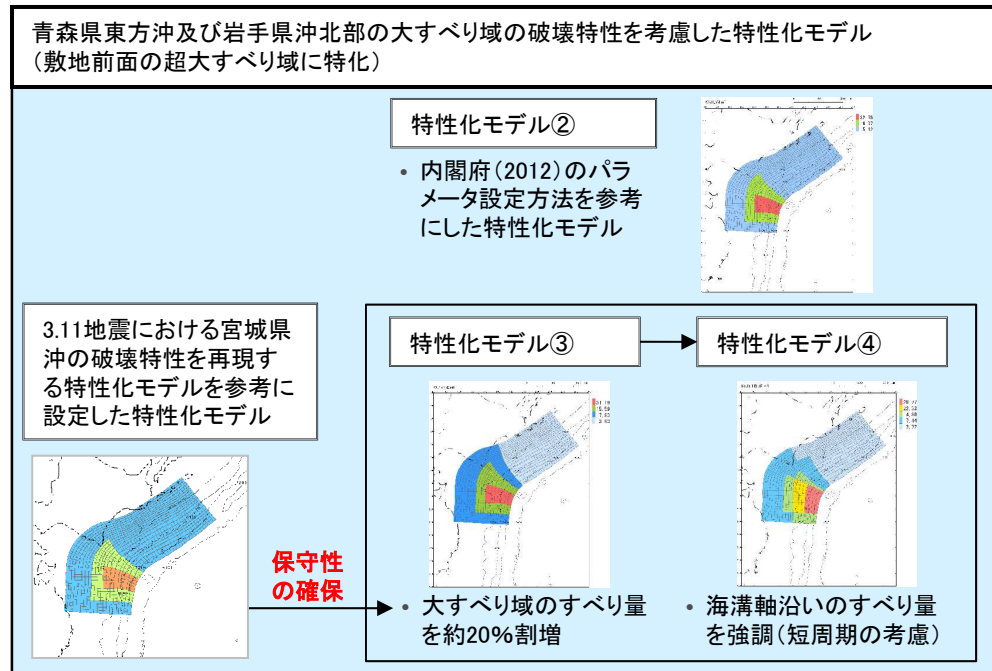 青森県東方沖及び岩手県沖北部の大すべり域の破壊特性を考慮した特性化モデル
（敷地前面の超大すべり域に特化）
特性化モデル②
• 内閣府（2012）のパラ
メータ設定方法を参考
にした特性化モデル
3.11地震における宮城県
沖の破壊特性を再現す
る特性化モデルを参考に
設定した特性化モデル
保守性
の確保
特性化モデル③
• 大すべり域のすべり量
を約20％割増
特性化モデル④
• 海溝軸沿いのすべり量
を強調（短周期の考慮）